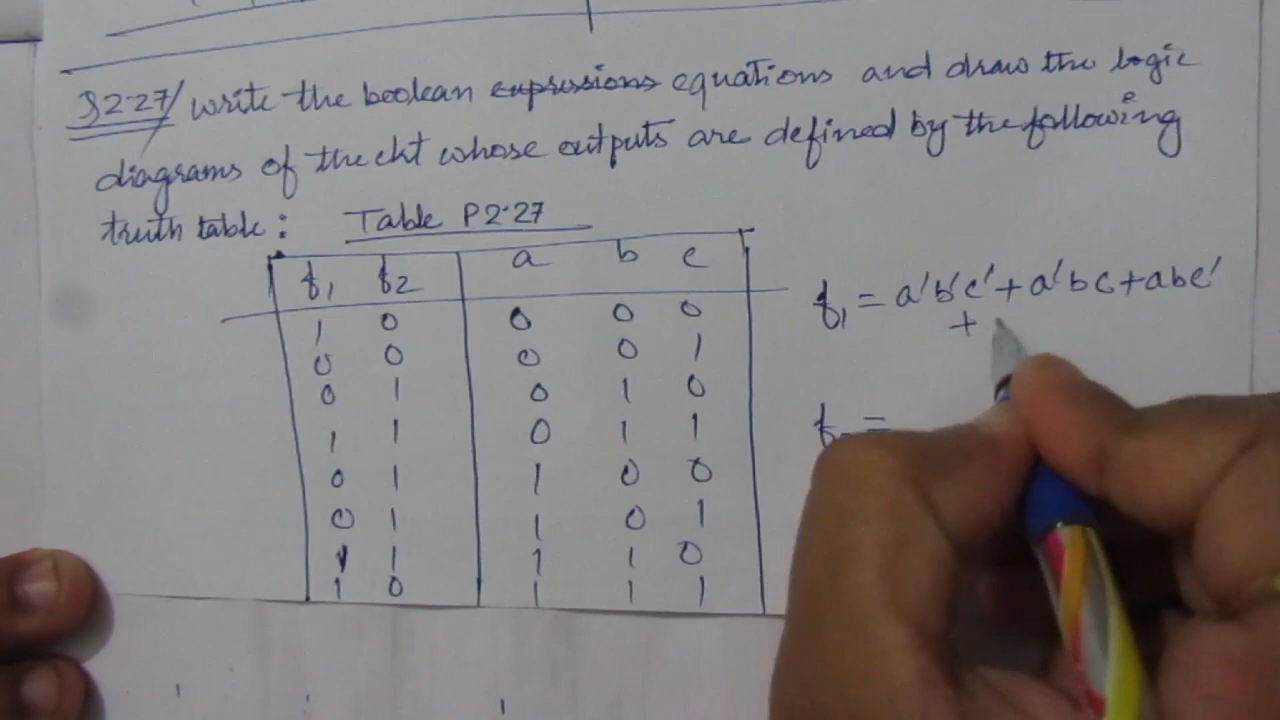 §2.27/ write the boolean expressions equations and draw the logic
diagrams of the ckt whose outputs are defined by the following
truth table :
Table P2.27
f1 f2 a b c
1 0 0 0 0
0 0 0 0 1
0 1 0 1 0
1 1 0 1 1
0 1 1 0 0
0 1 1 0 1
1 1 1 1 0
1 0 1 1 1
f1 = a'b'c' + a'bc + abc'
+
=